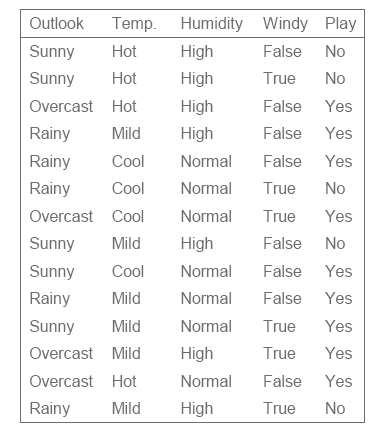 Outlook Temp. Humidity Windy Play
Sunny Hot High False No
Sunny Hot High True No
Overcast Hot High False Yes
Rainy Mild High False Yes
Rainy Cool Normal False Yes
Rainy Cool Normal True No
Overcast Cool Normal True Yes
Sunny Mild High False No
Sunny Cool Normal False Yes
Rainy Mild Normal False Yes
Sunny Mild Normal True Yes
Overcast Mild High True Yes
Overcast Hot Normal False Yes
Rainy Mild High True No